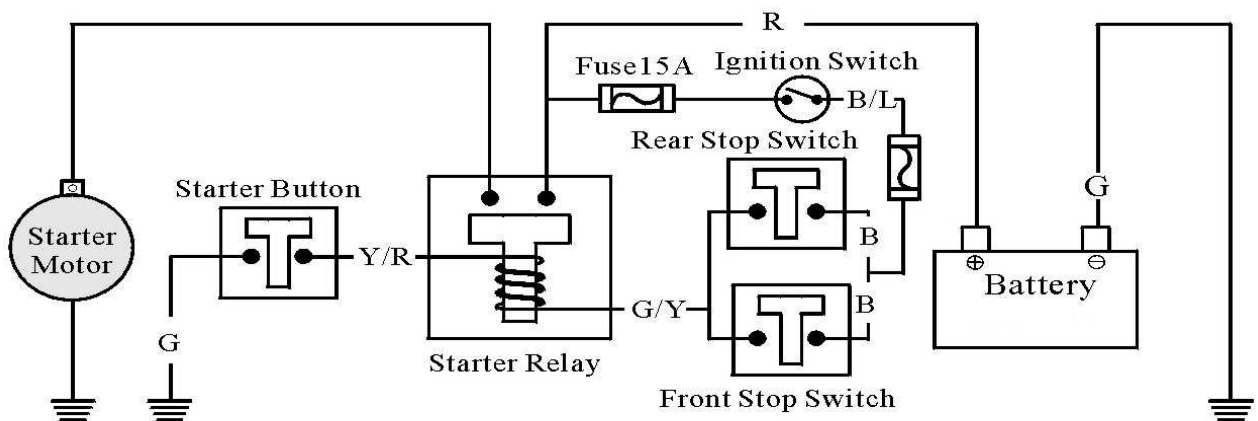 R
Fuse15A
Ignition Switch
B/L
Rear Stop Switch
Starter Button
G
Starter
Motor
Y/R
B
Battery
G/Y
B
G
Starter Relay
Front Stop Switch